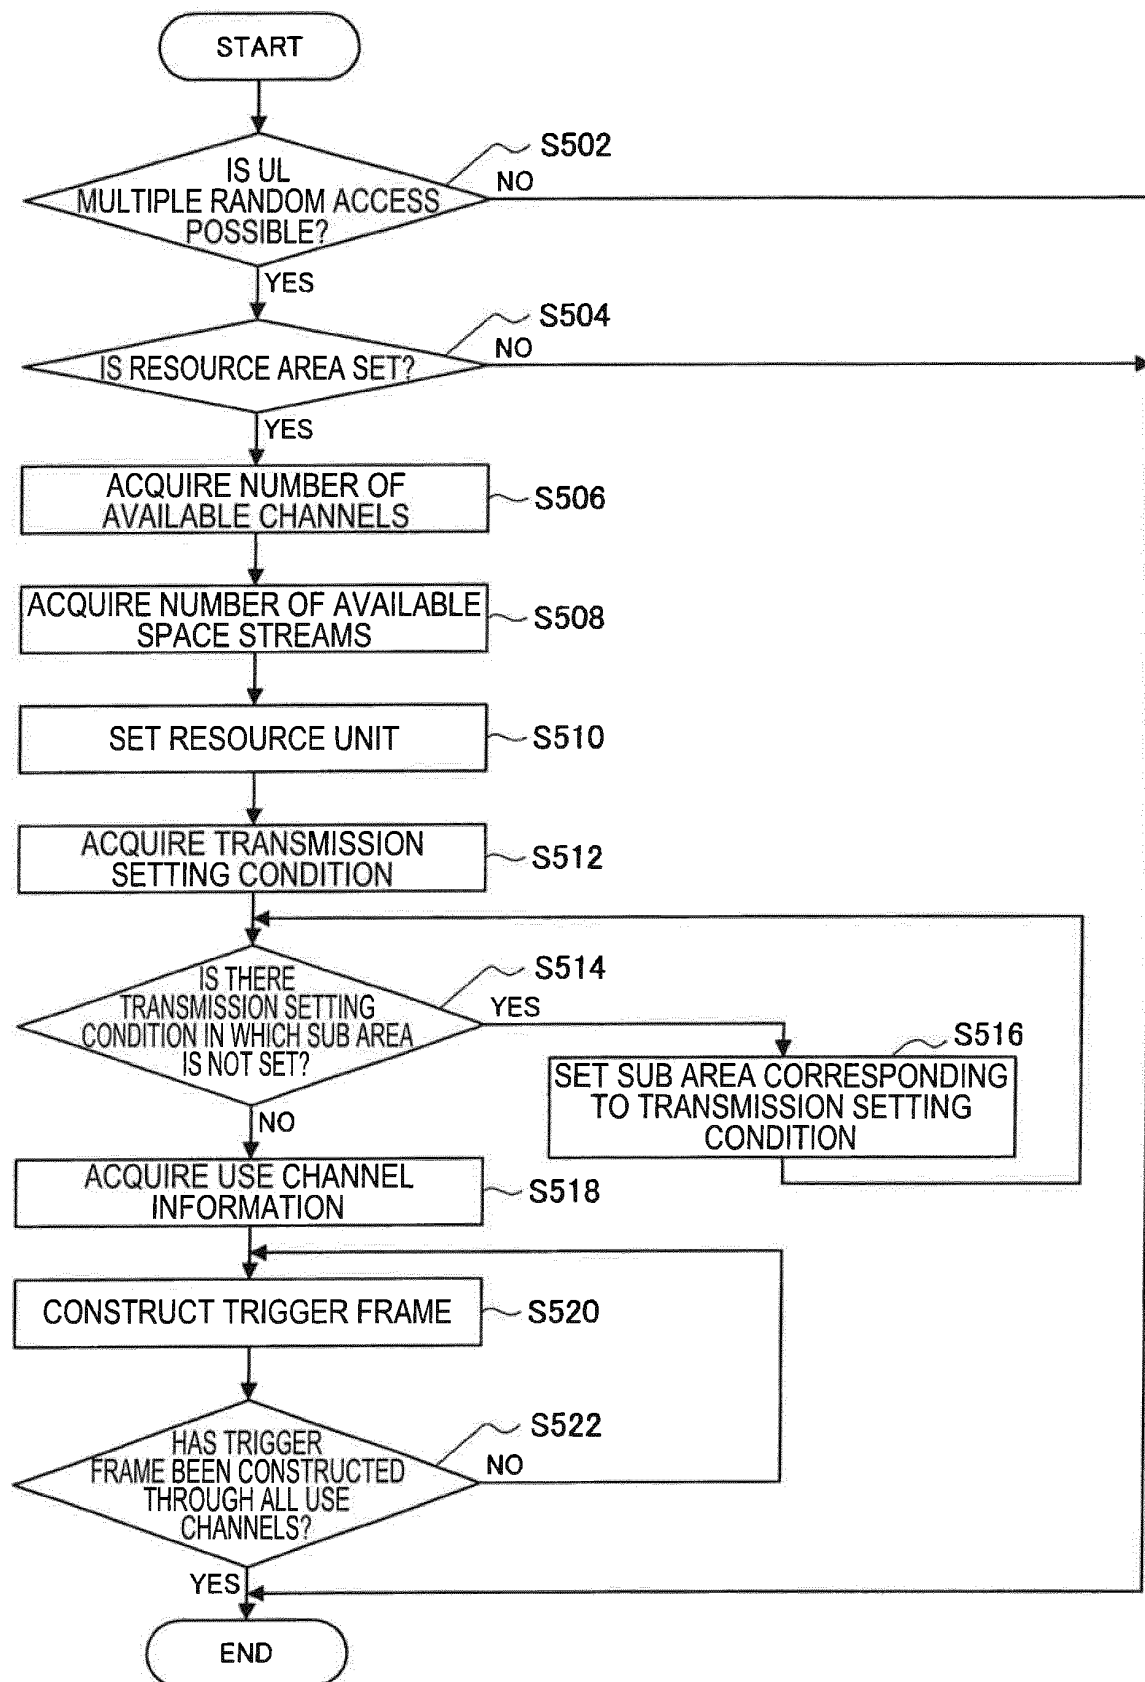 START
S502
IS UL
MULTIPLE RANDOM ACCESS
POSSIBLE?
NO
YES
S504
IS RESOURCE AREA SET?
NO
YES
ACQUIRE NUMBER OF
AVAILABLE CHANNELS
S506
ACQUIRE NUMBER OF AVAILABLE
SPACE STREAMS
S508
SET RESOURCE UNIT
S510
ACQUIRE TRANSMISSION
SETTING CONDITION
S512
S514
IS THERE
TRANSMISSION SETTING
CONDITION IN WHICH SUB AREA
IS NOT SET?
YES
S516
SET SUB AREA CORRESPONDING
TO TRANSMISSION SETTING
CONDITION
NO
ACQUIRE USE CHANNEL
INFORMATION
S518
CONSTRUCT TRIGGER FRAME
S520
S522
HAS TRIGGER
FRAME BEEN CONSTRUCTED
THROUGH ALL USE
CHANNELS?
NO
YES
END